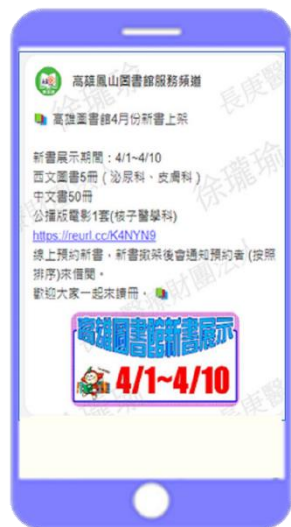 高雄鳳山圖書館服務頻道
高雄圖書館4月份新書上架
新書展示期間：4/1~4/10
西文圖書5冊（泌尿科、皮膚科）
中文書50冊
公播版電影1套(核子醫學科)
https://reurl.cc/K4NYN9
線上預約新書，新書撤架後會通知預約者 (按照
排序)來借閱。
歡迎大家一起來讀冊。
高雄圖書館新書展示
4/1~4/10